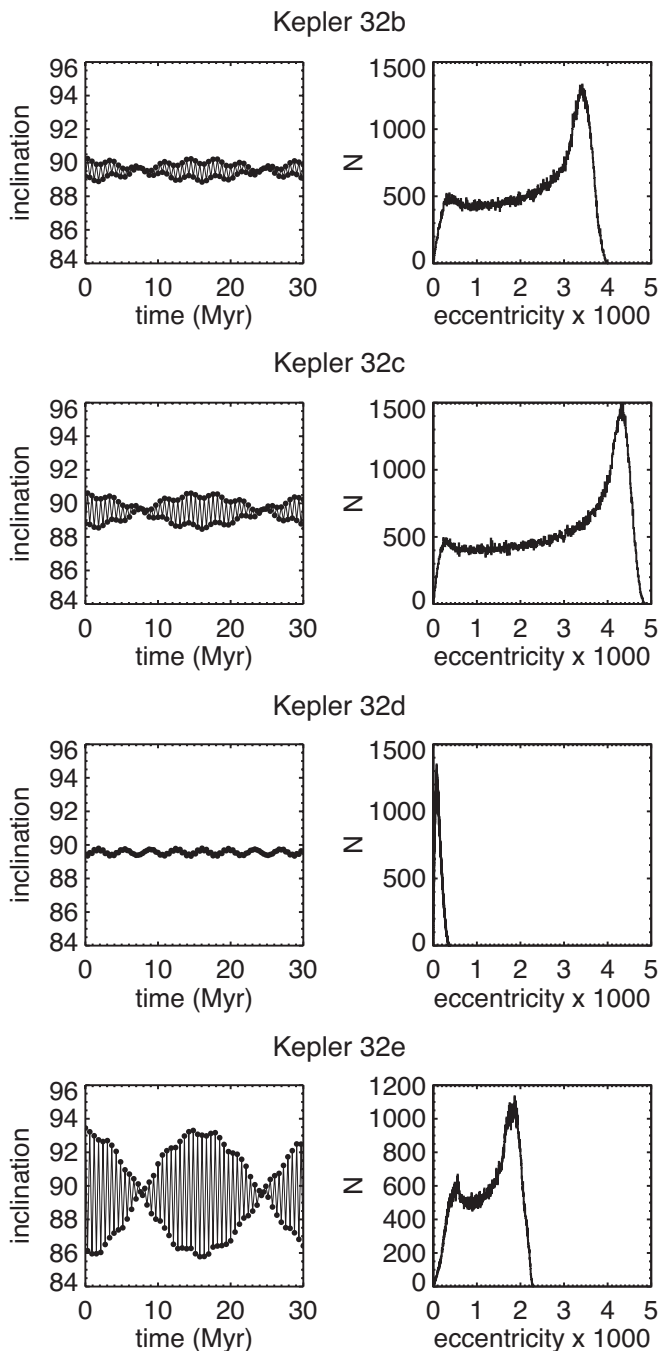 Kepler 32b
96
94
92
90
88
86
84
inclination
0 10 20 30
time (Myr)
1500
1000
500
0
N
0 1 2 3 4 5
eccentricity x 1000
Kepler 32c
96
94
92
90
88
86
84
inclination
0 10 20 30
time (Myr)
1500
1000
500
0
N
0 1 2 3 4 5
eccentricity x 1000
Kepler 32d
96
94
92
90
88
86
84
inclination
0 10 20 30
time (Myr)
1500
1000
500
0
N
0 1 2 3 4 5
eccentricity x 1000
Kepler 32e
96
94
92
90
88
86
84
inclination
0 10 20 30
time (Myr)
1200
1000
800
600
400
200
0
N
0 1 2 3 4 5
eccentricity x 1000